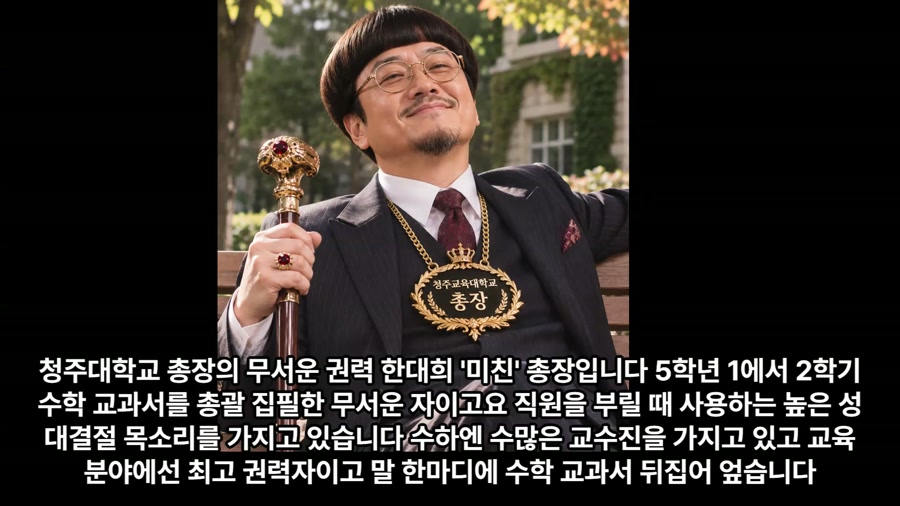 청주교육대학교
총장
청주대학교 총장의 무서운 권력 한대희 '미친' 총장입니다 5학년 1에서 2학기
수학 교과서를 총괄 집필한 무서운 자이고요 직원을 부릴 때 사용하는 높은 성
대결절 목소리를 가지고 있습니다 수하엔 수많은 교수진을 가지고 있고 교육
분야에선 최고 권력자이고 말 한마디에 수학 교과서 뒤집어 엎습니다